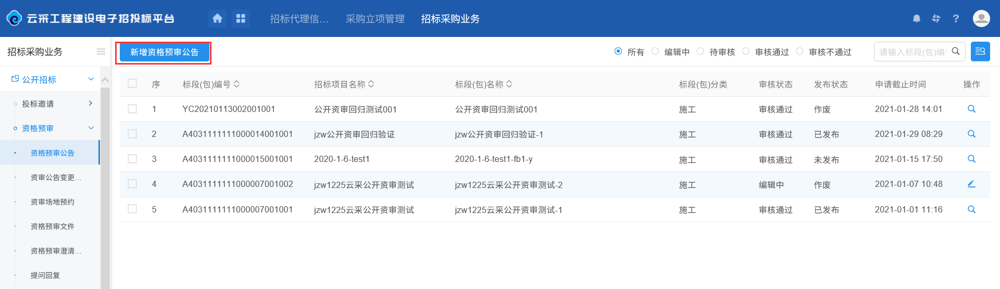 云采工程建设电子招投标平台
招标代理信...
采购立项管理
招标采购业务
招标采购业务
新增资格预审公告
所有 编辑中 待审核 审核通过 审核不通过
请输入标段(包)编号
公开招标
投标邀请
资格预审
资格预审公告
资审公告变更...
资审场地预约
资格预审文件
资格预审澄清...
提问回复
序 标段(包)编号 招标项目名称 标段(包)名称 标段(包)分类 审核状态 发布状态 申请截止时间 操作
1 YC20210113002001001 公开资审回归测试001 公开资审回归测试001 施工 审核通过 作废 2021-01-28 14:01
2 A4031111111000014001001 jzw公开资审回归验证 jzw公开资审回归验证-1 施工 审核通过 已发布 2021-01-29 08:29
3 A4031111111000015001001 2020-1-6-test1 2020-1-6-test1-fb1-y 施工 审核通过 未发布 2021-01-15 17:50
4 A4031111111000007001002 jzw1225云采公开资审测试 jzw1225云采公开资审测试-2 施工 编辑中 作废 2021-01-07 10:48
5 A4031111111000007001001 jzw1225云采公开资审测试 jzw1225云采公开资审测试-1 施工 审核通过 已发布 2021-01-01 11:16